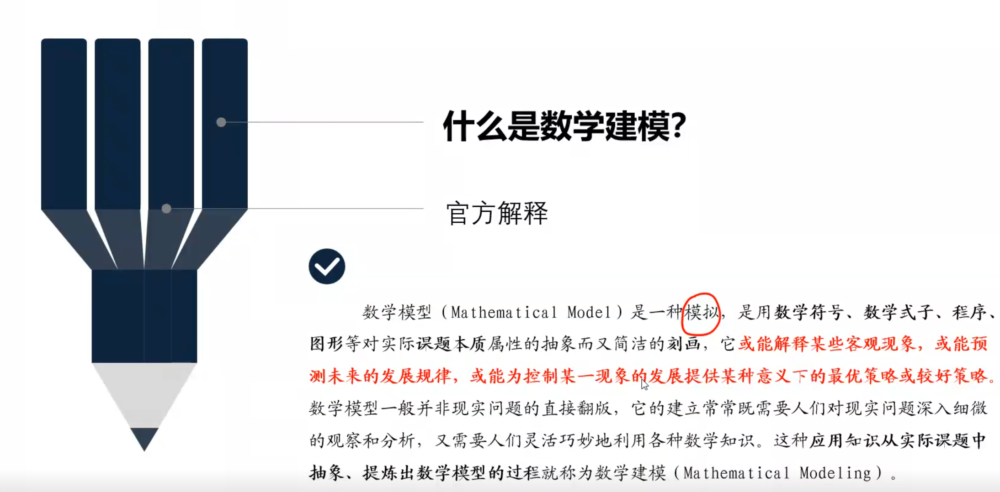 什么是数学建模？
官方解释
数学模型（Mathematical Model）是一种模拟，是用数学符号、数学式子、程序、
图形等对实际课题本质属性的抽象而又简洁的刻画，它或能解释某些客观现象，或能预
测未来的发展规律，或能为控制某一现象的发展提供某种意义下的最优策略或较好策略。
数学模型一般并非现实问题的直接翻版，它的建立常常既需要人们对现实问题深入细微
的观察和分析，又需要人们灵活巧妙地利用各种数学知识。这种应用知识从实际课题中
抽象、提炼出数学模型的过程就称为数学建模（Mathematical Modeling）。